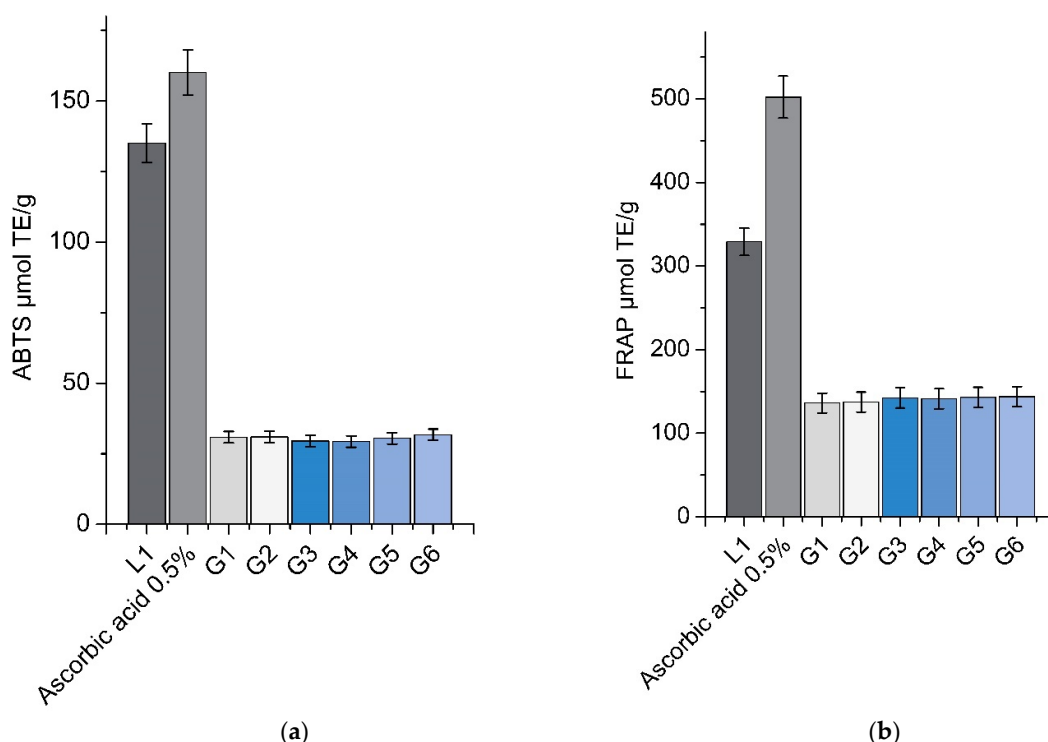 ABTS µmol TE/g
150
100
50
0
L1
Ascorbic acid 0.5%
G1
G2
G3
G4
G5
G6
(a)
FRAP µmol TE/g
500
400
300
200
100
0
L1
Ascorbic acid 0.5%
G1
G2
G3
G4
G5
G6
(b)